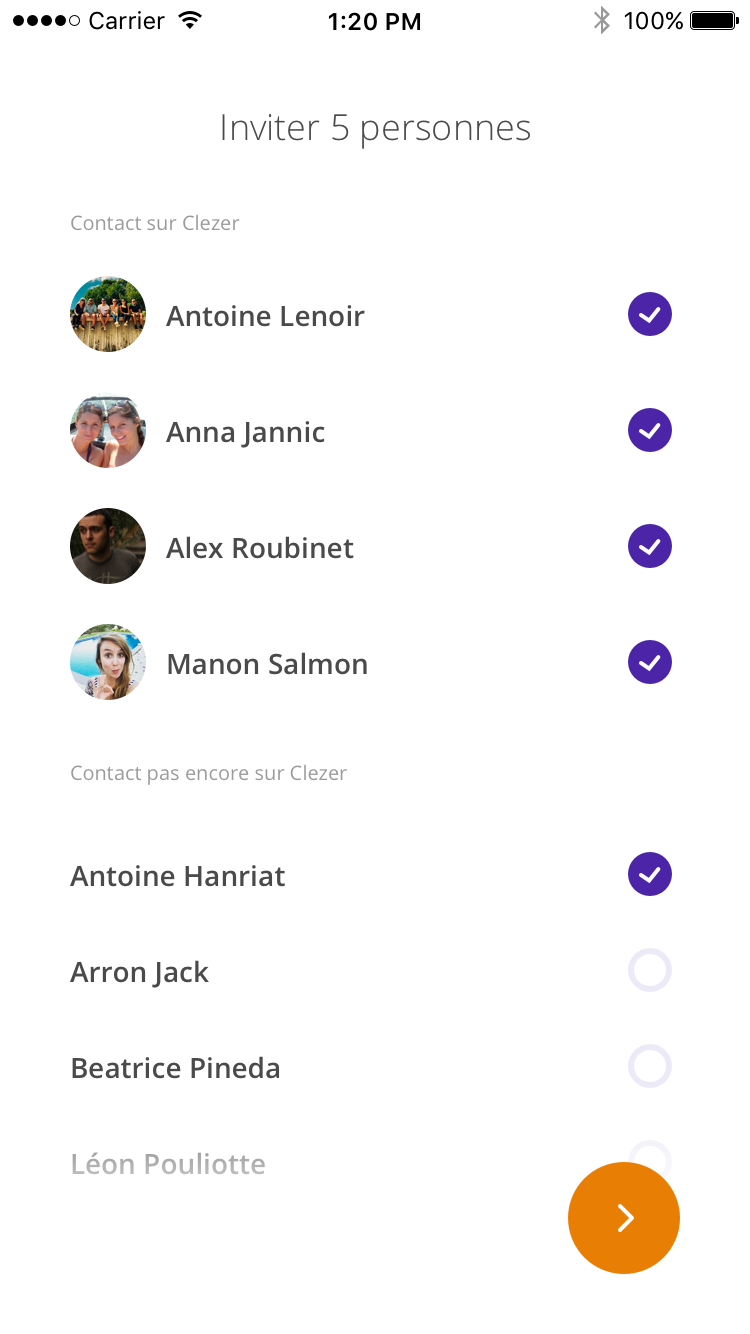 Carrier 1:20 PM 100%
Inviter 5 personnes
Contact sur Clezer
Antoine Lenoir
Anna Jannic
Alex Roubinet
Manon Salmon
Contact pas encore sur Clezer
Antoine Hanriat
Arron Jack
Beatrice Pineda
Léon Pouliotte